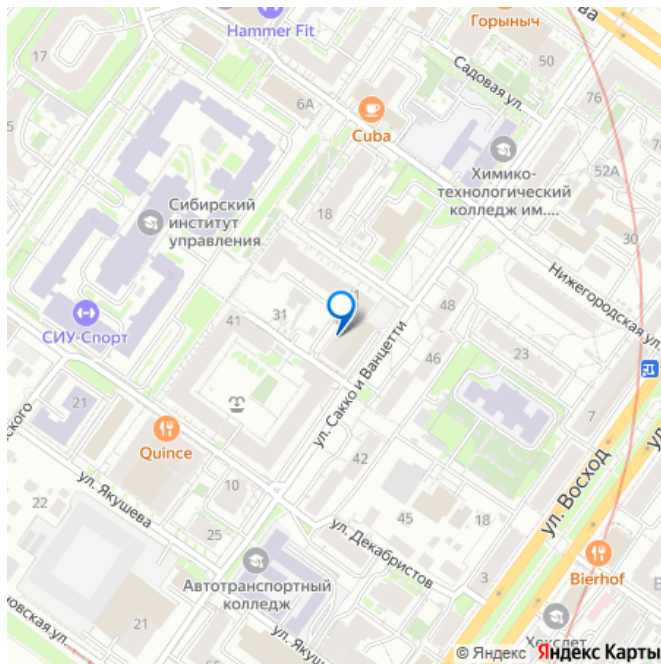 Горыныч
Hammer Fit
17
6А
50
Садовая ул.
76
Cuba
Химико-
технологический
колледж им....
52А
Сибирский
институт
управления
18
30
Нижегородская ул.
31
48
СИУ-Спорт
41
46
23
ул. Сакко и Ванцетти
21
7
Quince
42
ул. Восход
22
ул. Якушева
10
45
18
25
ул. Декабристов
Bierhof
Автотранспортный
колледж
3
21
ул. Якушева
Хекслет
© Яндекс Яндекс Карты